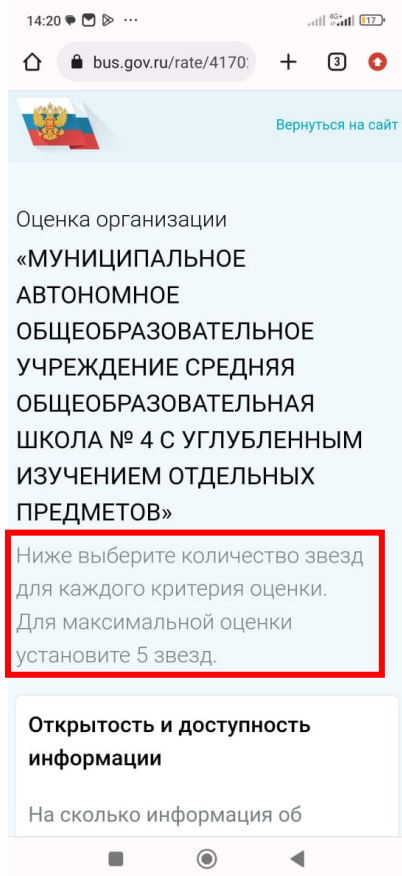 14:20
4G+
17
bus.gov.ru/rate/4170
3
Вернуться на сайт
Оценка организации
«МУНИЦИПАЛЬНОЕ
АВТОНОМНОЕ
ОБЩЕОБРАЗОВАТЕЛЬНОЕ
УЧРЕЖДЕНИЕ СРЕДНЯЯ
ОБЩЕОБРАЗОВАТЕЛЬНАЯ
ШКОЛА № 4 С УГЛУБЛЕННЫМ
ИЗУЧЕНИЕМ ОТДЕЛЬНЫХ
ПРЕДМЕТОВ»
Ниже выберите количество звезд
для каждого критерия оценки.
Для максимальной оценки
установите 5 звезд.
Открытость и доступность
информации
На сколько информация об